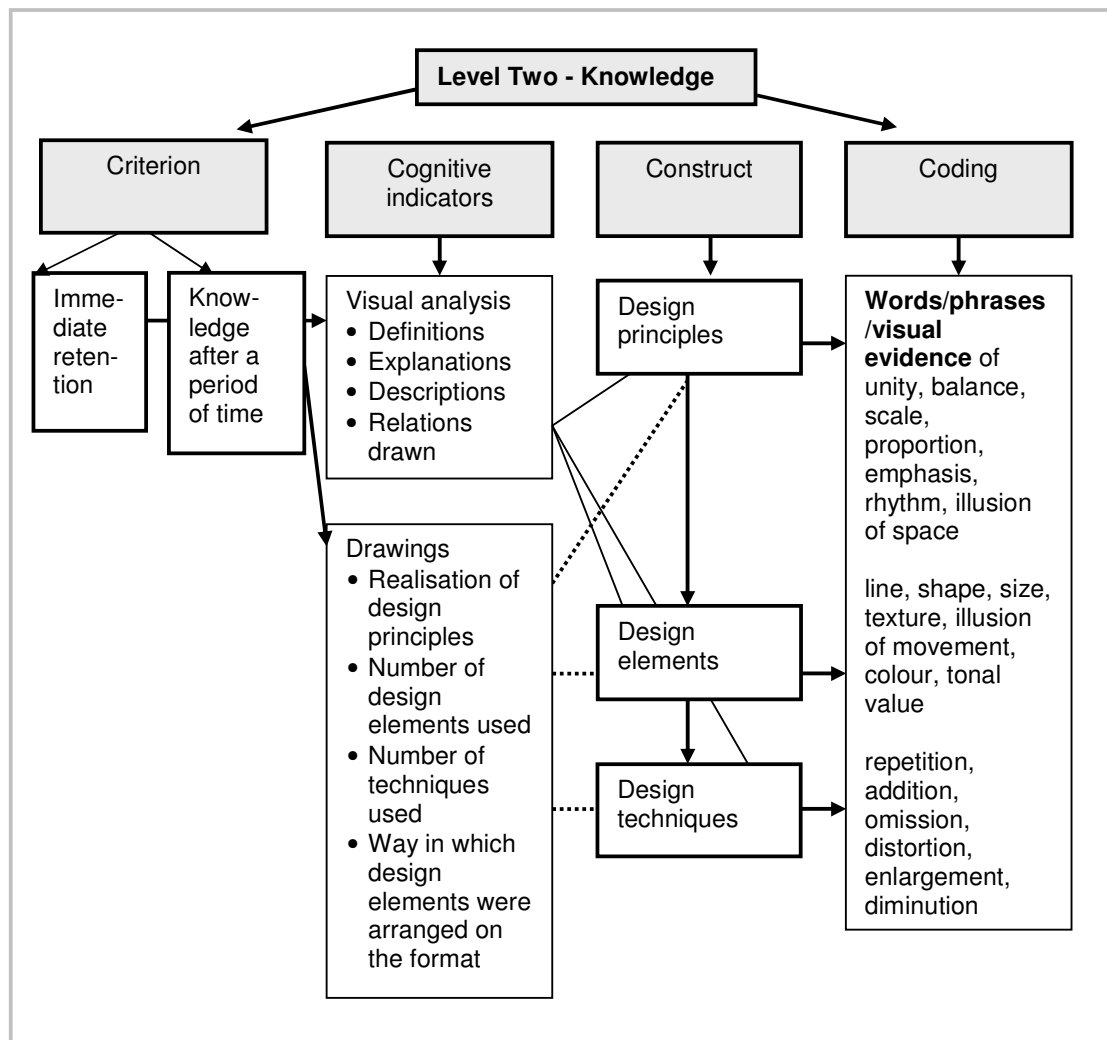 Level Two - Knowledge
Criterion
Cognitive
indicators
Construct
Coding
Imme-
diate
reten-
tion
Know-
ledge
after a
period
of time
Visual analysis
• Definitions
• Explanations
• Descriptions
• Relations
drawn
Drawings
• Realisation of
design
principles
• Number of
design
elements used
• Number of
techniques
used
• Way in which
design
elements were
arranged on
the format
Design
principles
Design
elements
Design
techniques
Words/phrases
/visual
evidence of
unity, balance,
scale,
proportion,
emphasis,
rhythm, illusion
of space
line, shape, size,
texture, illusion
of movement,
colour, tonal
value
repetition,
addition,
omission,
distortion,
enlargement,
diminution